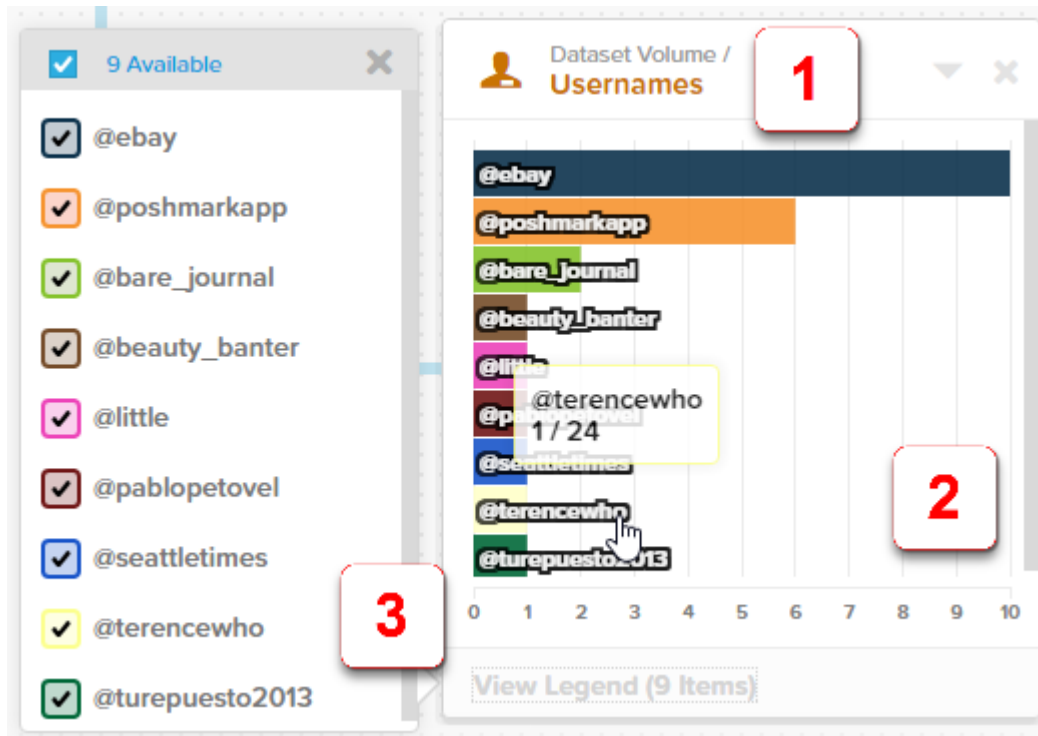 9 Available
@ebay
@poshmarkapp
@bare_journal
@beauty_banter
@little
@pablopetovel
@seattletimes
@terencewho
@turepuesto2013
3
Dataset Volume /
Usernames
1
@ebay
@poshmarkapp
@bare_journal
@beauty_banter
@little
@terencewho
1 / 24
@pablopetovel
@seattletimes
@terencewho
@turepuesto2013
2
0 1 2 3 4 5 6 7 8 9 10
View Legend (9 Items)